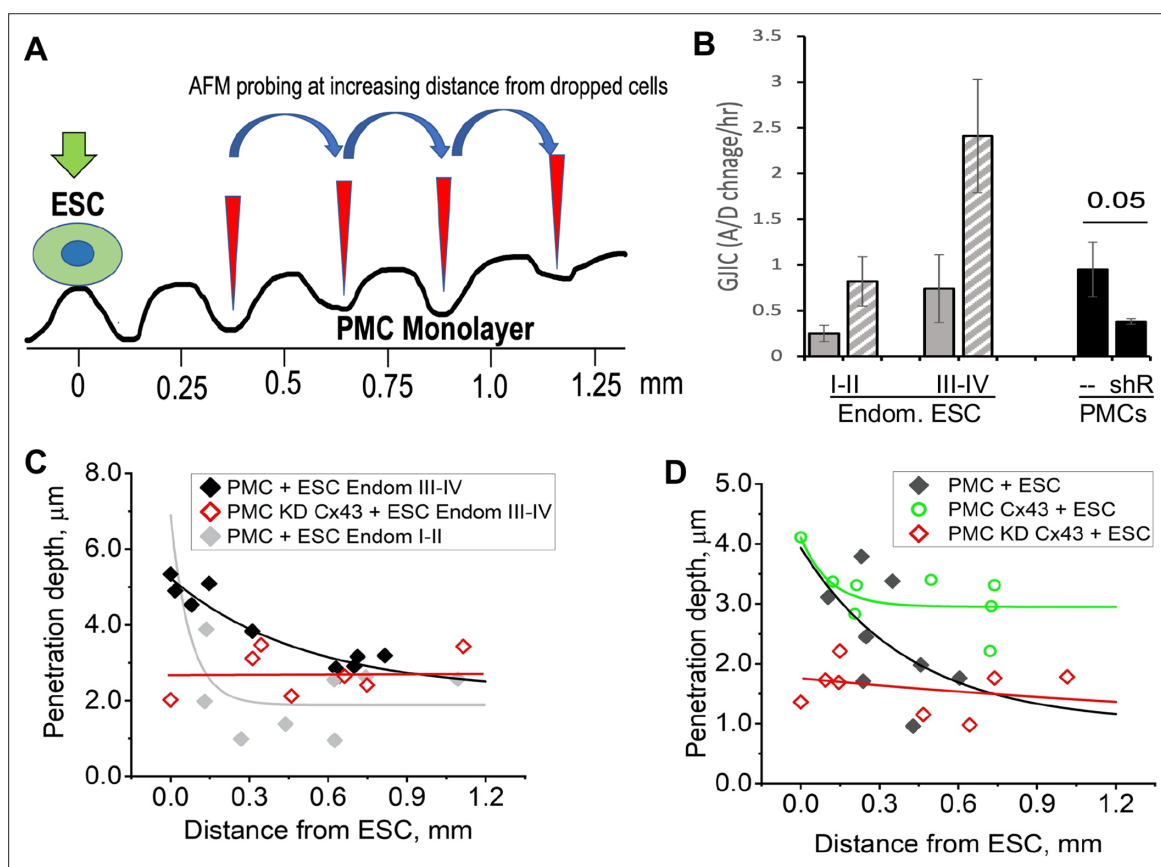 A
AFM probing at increasing distance from dropped cells
ESC
PMC Monolayer
0 0.25 0.5 0.75 1.0 1.25 mm
B
GJIC (A/D chnage/hr)
3.5
3
2.5
2
1.5
1
0.5
0
0.05
I-II III-IV -- shR
Endom. ESC PMCs
C
Penetration depth, μm
8.0
6.0
4.0
2.0
0.0
PMC + ESC Endom III-IV
PMC KD Cx43 + ESC Endom III-IV
PMC + ESC Endom I-II
0.0 0.3 0.6 0.9 1.2
Distance from ESC, mm
D
Penetration depth, μm
5.0
4.0
3.0
2.0
1.0
0.0
PMC + ESC
PMC Cx43 + ESC
PMC KD Cx43 + ESC
0.0 0.3 0.6 0.9 1.2
Distance from ESC, mm